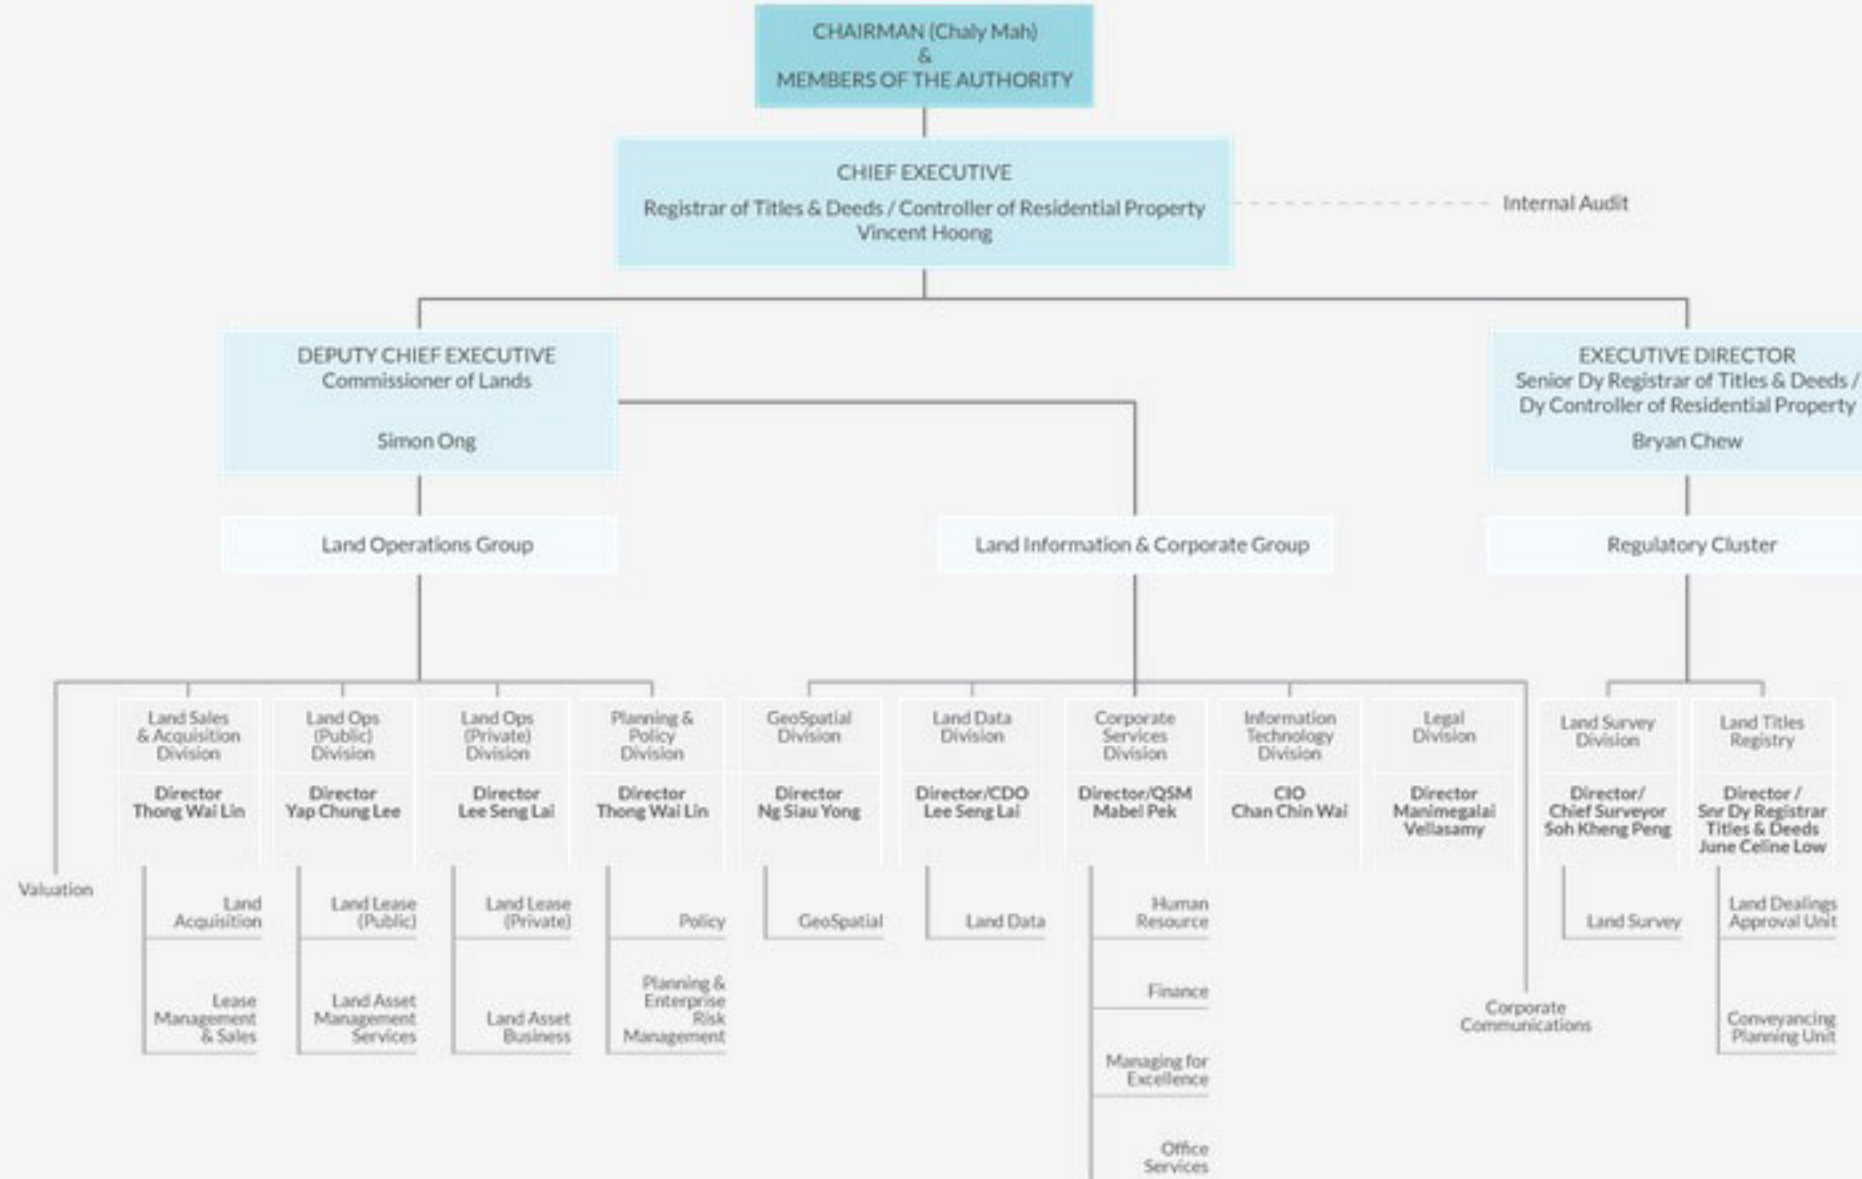 CHAIRMAN (Chaly Mah)
&
MEMBERS OF THE AUTHORITY
CHIEF EXECUTIVE
Registrar of Titles & Deeds / Controller of Residential Property
Vincent Hoong
Internal Audit
DEPUTY CHIEF EXECUTIVE
Commissioner of Lands
Simon Ong
EXECUTIVE DIRECTOR
Senior Dy Registrar of Titles & Deeds /
Dy Controller of Residential Property
Bryan Chew
Land Operations Group
Land Information & Corporate Group
Regulatory Cluster
Valuation
Land Sales
& Acquisition
Division
Director
Thong Wai Lin
Land
Acquisition
Lease
Management
& Sales
Land Ops
(Public)
Division
Director
Yap Chung Lee
Land Lease
(Public)
Land Asset
Management
Services
Land Ops
(Private)
Division
Director
Lee Seng Lai
Land Lease
(Private)
Land Asset
Business
Planning &
Policy
Division
Director
Thong Wai Lin
Policy
Planning &
Enterprise
Risk
Management
GeoSpatial
Division
Director
Ng Siau Yong
GeoSpatial
Land Data
Division
Director/CDO
Lee Seng Lai
Land Data
Corporate
Services
Division
Director/QSM
Mabel Pek
Human
Resource
Finance
Managing for
Excellence
Office
Services
Information
Technology
Division
CIO
Chan Chin Wai
Legal
Division
Director
Manimegalai
Vellasamy
Corporate
Communications
Land Survey
Division
Director/
Chief Surveyor
Soh Kheng Peng
Land Survey
Land Titles
Registry
Director /
Snr Dy Registrar
Titles & Deeds
June Celine Low
Land Dealings
Approval Unit
Conveyancing
Planning Unit